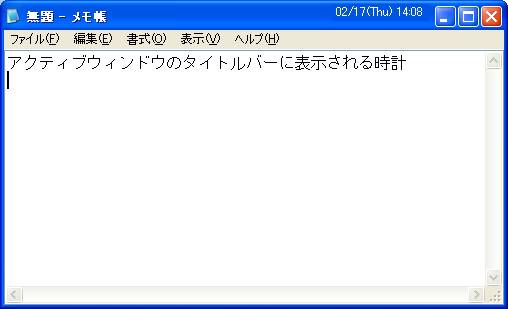 無題 - メモ帳 02/17(Thu) 14:08
ファイル(F) 編集(E) 書式(O) 表示(V) ヘルプ(H)
アクティブウィンドウのタイトルバーに表示される時計